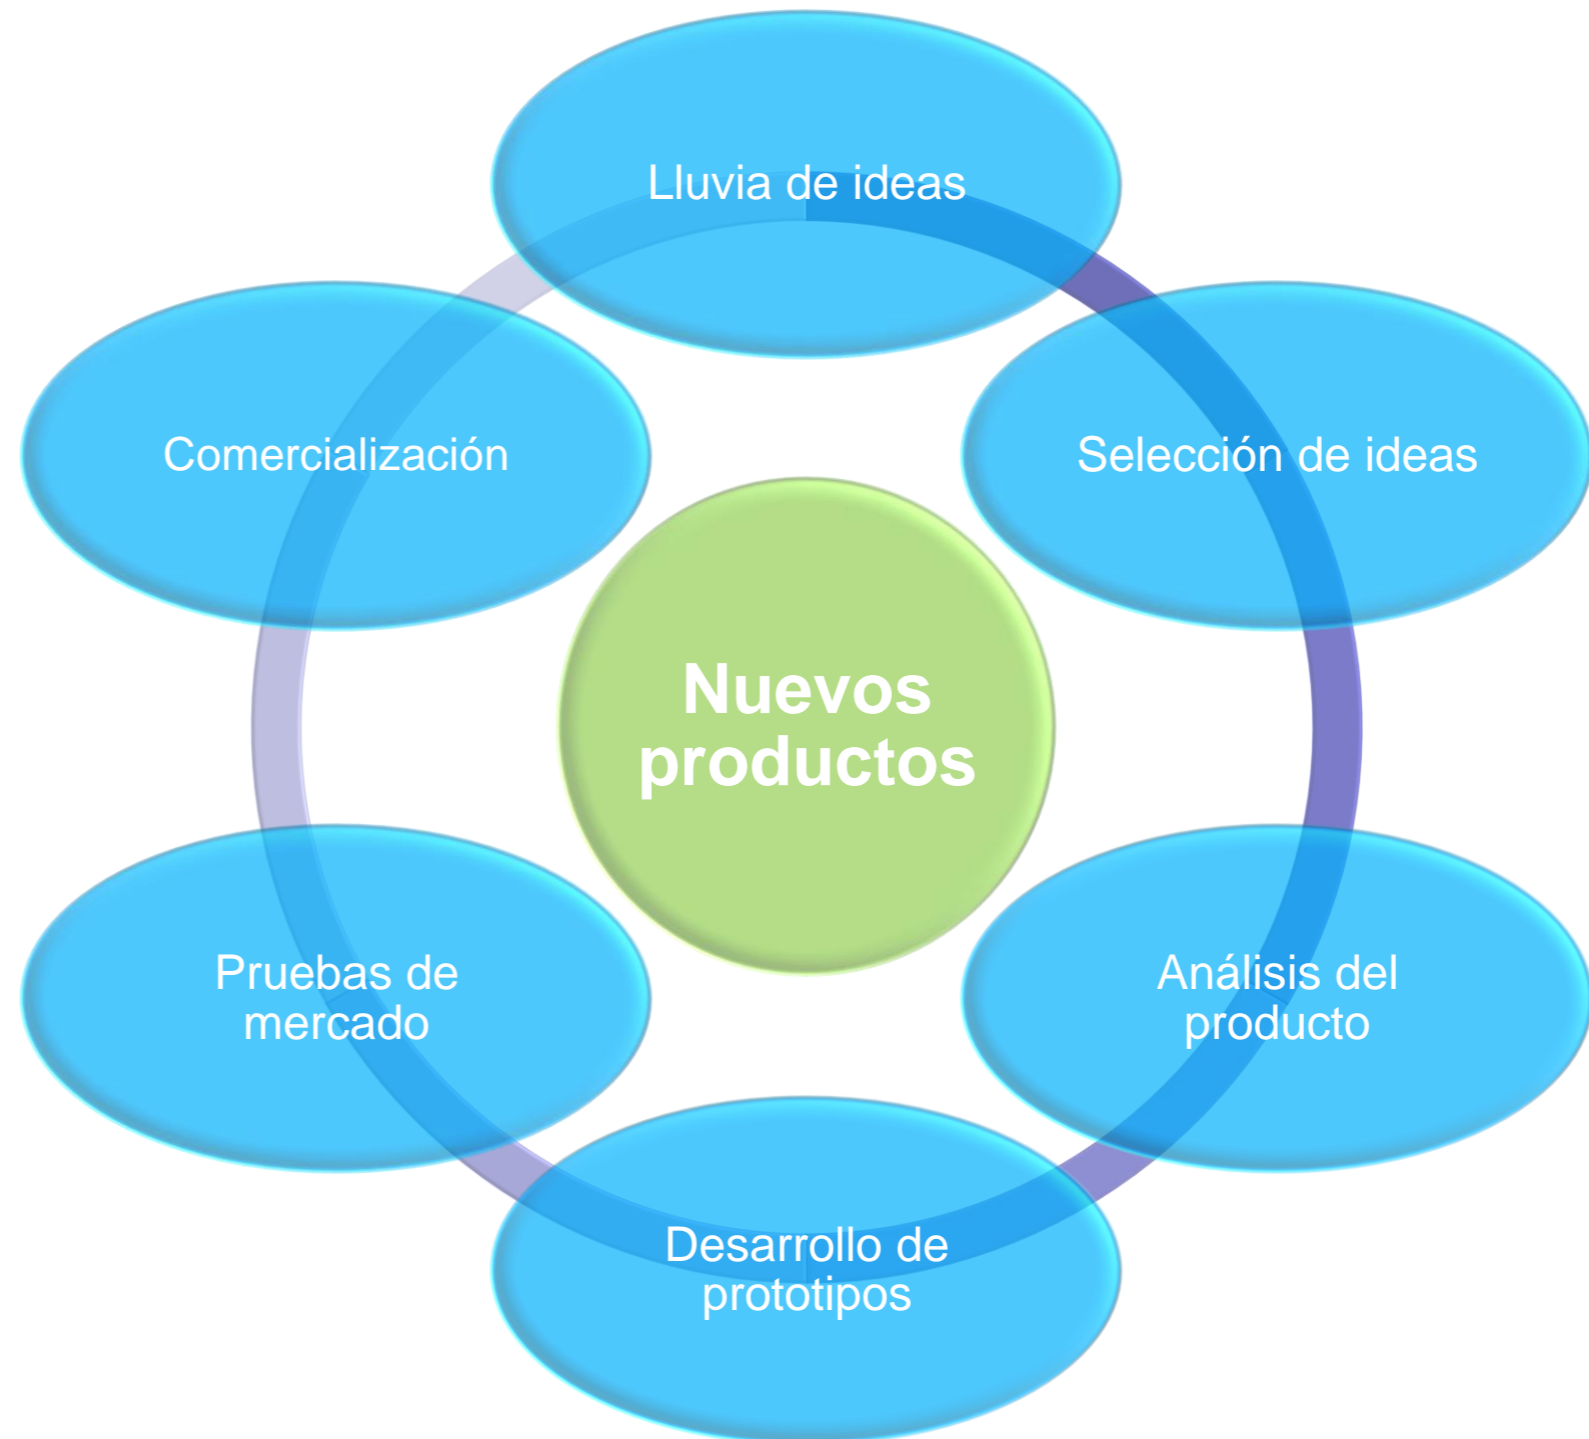 Lluvia de ideas
Selección de ideas
Análisis del
producto
Desarrollo de
prototipos
Pruebas de
mercado
Comercialización
Nuevos
productos